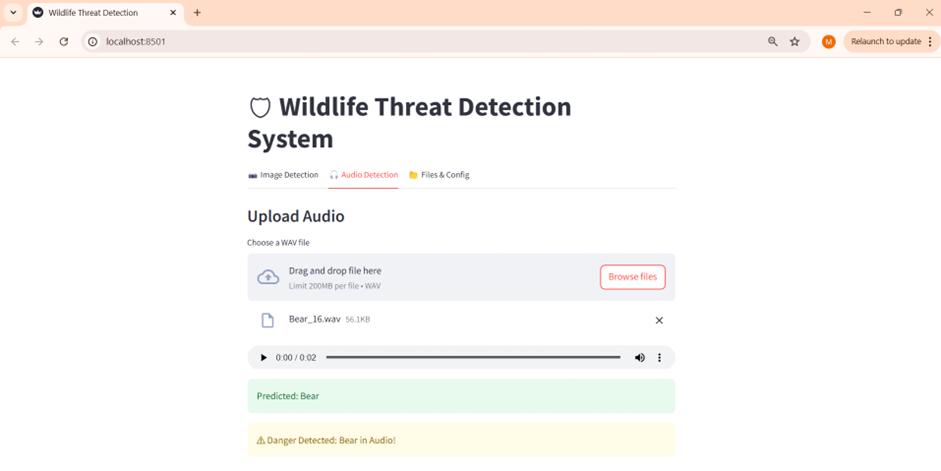 Wildlife Threat Detection System
localhost:8501
M
Relaunch to update
Wildlife Threat Detection
System
Image Detection
Audio Detection
Files & Config
Upload Audio
Choose a WAV file
Drag and drop file here
Limit 200MB per file • WAV
Browse files
Bear_16.wav 56.1KB
0:00 / 0:02
Predicted: Bear
⚠ Danger Detected: Bear in Audio!